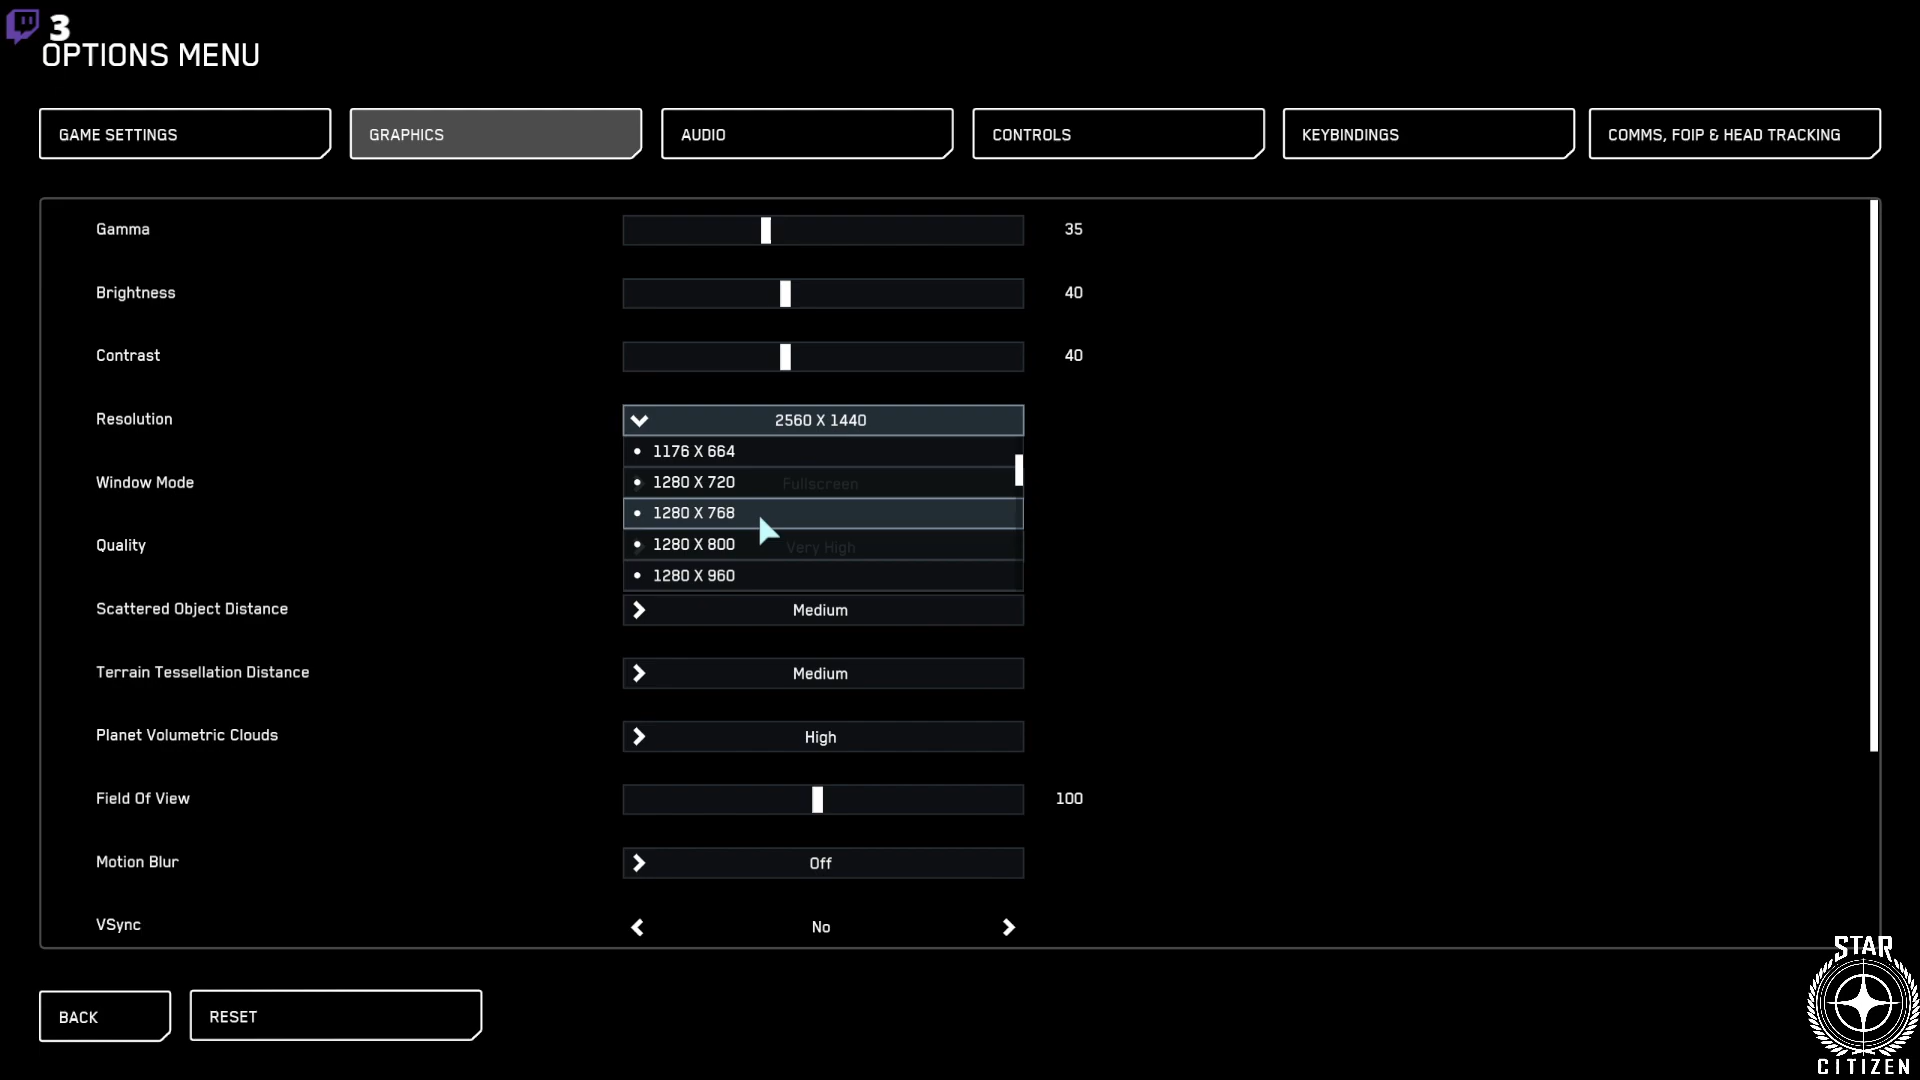 3
OPTIONS MENU
GAME SETTINGS
GRAPHICS
AUDIO
CONTROLS
KEYBINDINGS
COMMS, FOIP & HEAD TRACKING
Gamma
35
Brightness
40
Contrast
40
Resolution
2560 X 1440
1176 X 664
Window Mode
1280 X 720
Fullscreen
1280 X 768
Quality
1280 X 800
Very High
1280 X 960
Scattered Object Distance
Medium
Terrain Tessellation Distance
Medium
Planet Volumetric Clouds
High
Field Of View
100
Motion Blur
Off
VSync
No
BACK
RESET
STAR
CITIZEN